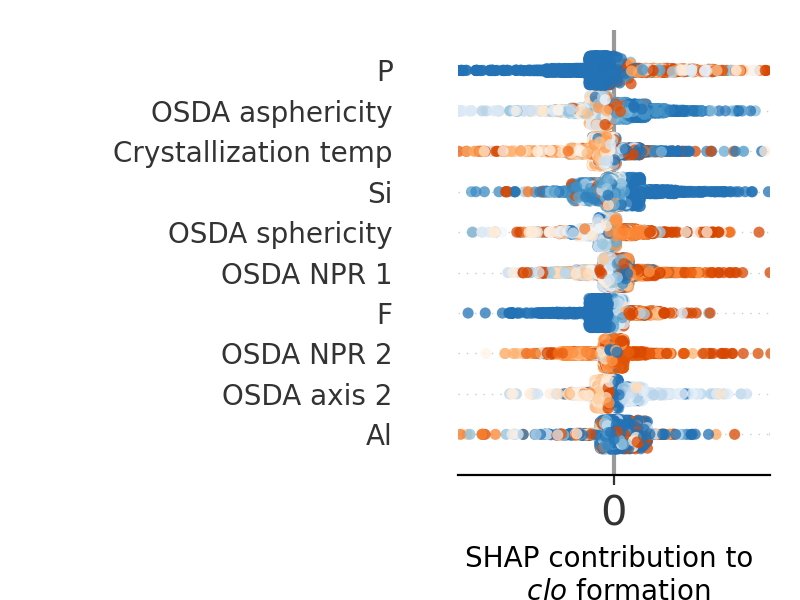 P
OSDA asphericity
Crystallization temp
Si
OSDA sphericity
OSDA NPR 1
F
OSDA NPR 2
OSDA axis 2
Al
0
SHAP contribution to
clo formation